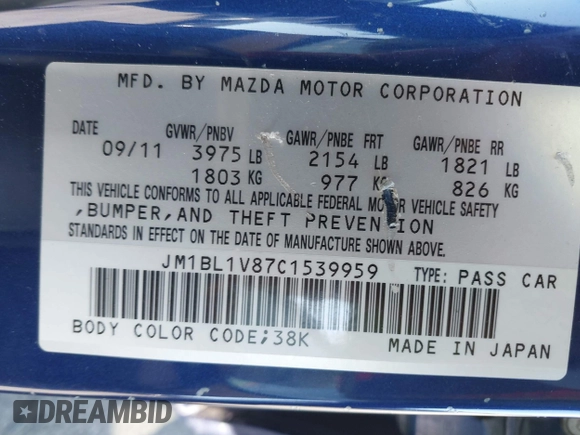 MFD. BY MAZDA MOTOR CORPORATION
DATE GVWR/PNBV GAWR/PNBE FRT GAWR/PNBE RR
09/11 3975 LB 2154 LB 1821 LB
1803 KG 977 KG 826 KG
THIS VEHICLE CONFORMS TO ALL APPLICABLE FEDERAL MOTOR VEHICLE SAFETY
,BUMPER,AND THEFT PREVENTION
STANDARDS IN EFFECT ON THE DATE OF MANUFACTURE SHOWN ABOVE.
JM1BL1V87C1539959 TYPE: PASS CAR
BODY COLOR CODE;38K MADE IN JAPAN
DREAMBID